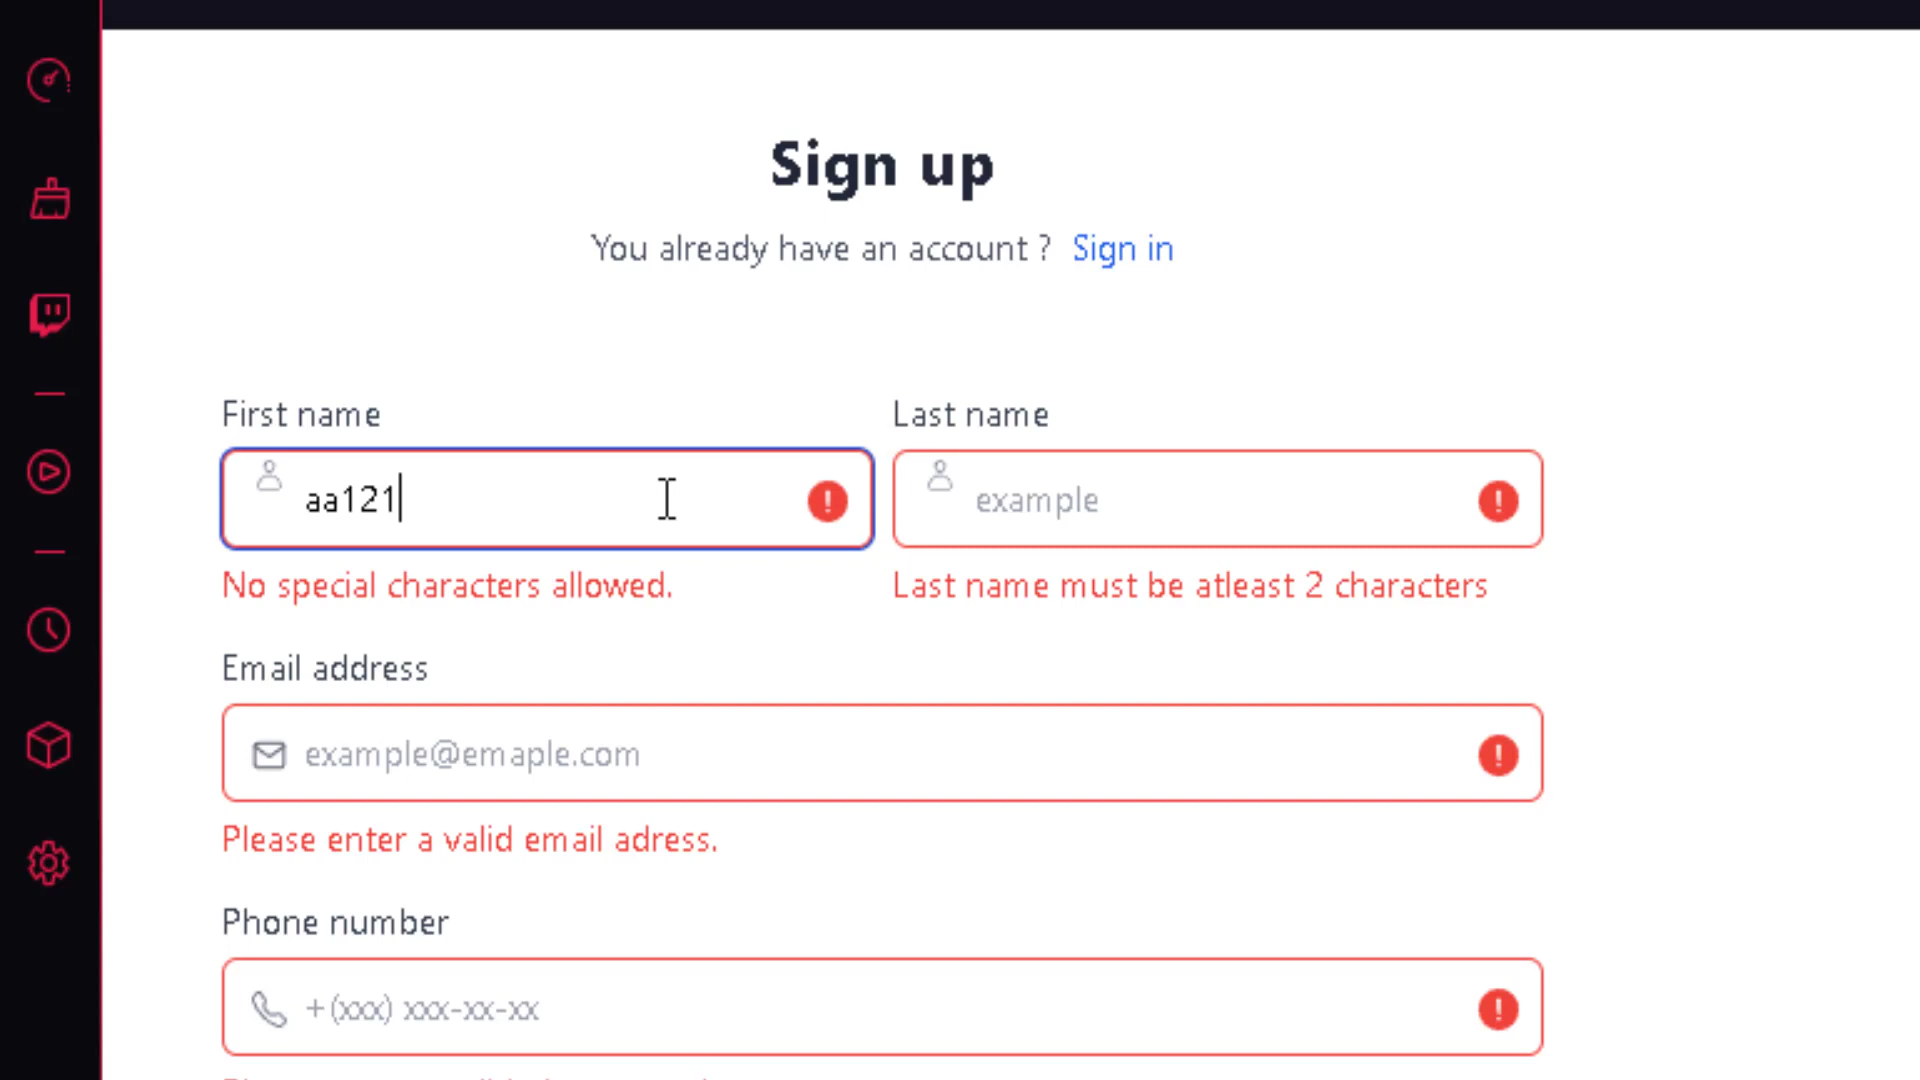 Sign up
You already have an account ? Sign in
First name
Last name
aa121
example
No special characters allowed.
Last name must be atleast 2 characters
Email address
example@emaple.com
Please enter a valid email adress.
Phone number
+(xxx) xxx-xx-xx